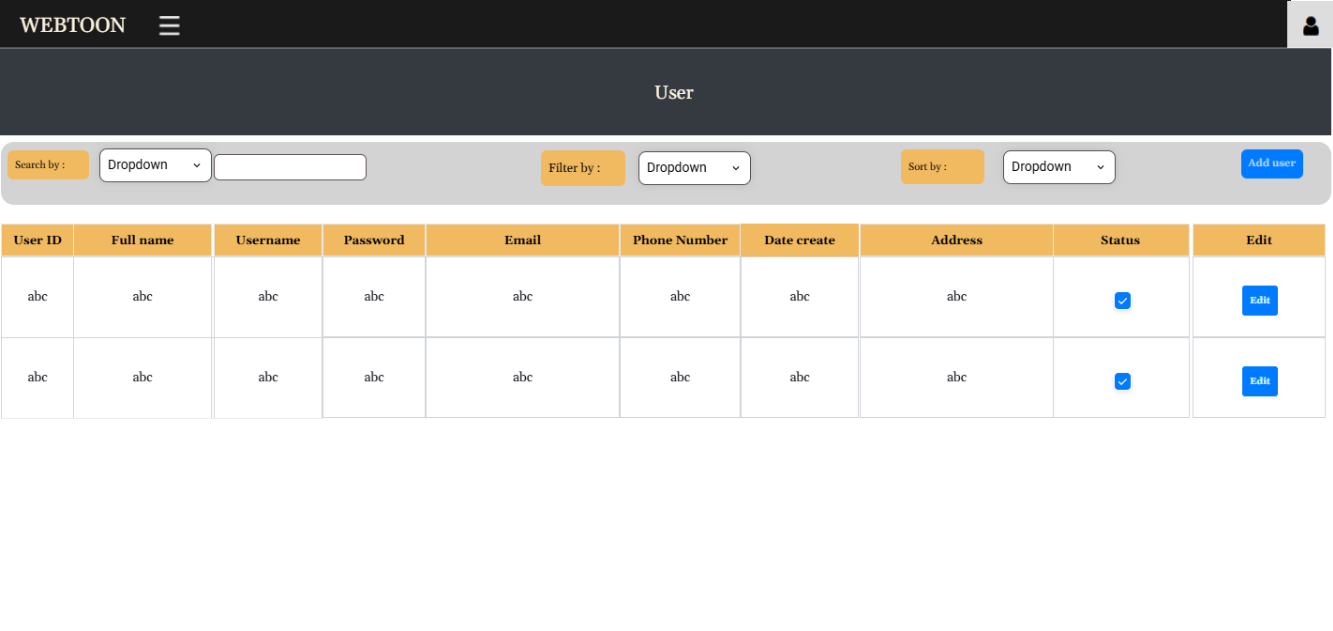 WEBTOON
User
Search by : Dropdown Filter by : Dropdown Sort by : Dropdown Add user
User ID Full name Username Password Email Phone Number Date create Address Status Edit
abc abc abc abc abc abc abc abc Edit
abc abc abc abc abc abc abc abc Edit